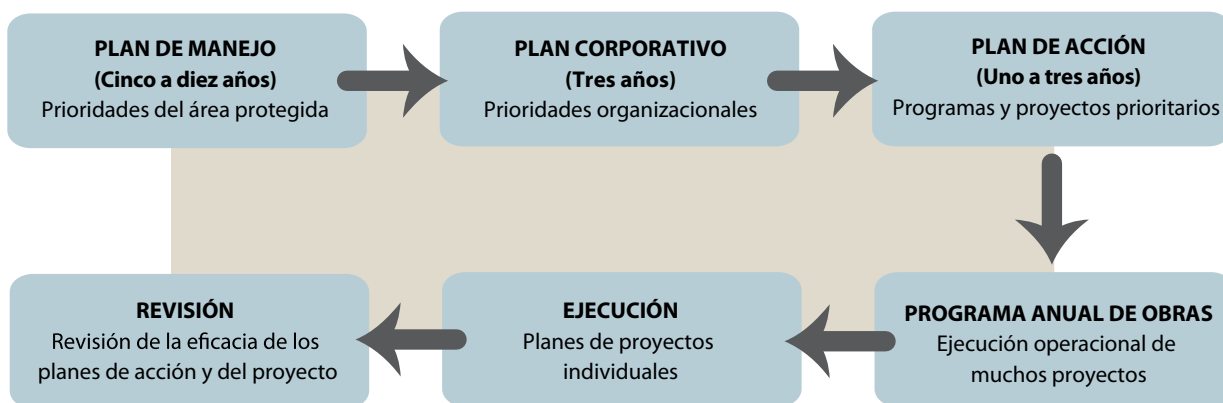 PLAN DE MANEJO
(Cinco a diez años)
Prioridades del área protegida
PLAN CORPORATIVO
(Tres años)
Prioridades organizacionales
PLAN DE ACCIÓN
(Uno a tres años)
Programas y proyectos prioritarios
PROGRAMA ANUAL DE OBRAS
Ejecución operacional de
muchos proyectos
EJECUCIÓN
Planes de proyectos
individuales
REVISIÓN
Revisión de la eficacia de los
planes de acción y del proyecto